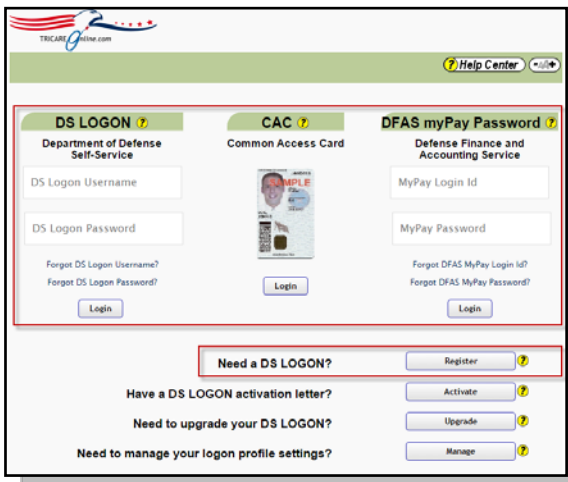 TRICARE Online.com
? Help Center
DS LOGON ?
Department of Defense
Self-Service
DS Logon Username
DS Logon Password
Forgot DS Logon Username?
Forgot DS Logon Password?
Login
CAC ?
Common Access Card
SAMPLE
Login
DFAS myPay Password ?
Defense Finance and
Accounting Service
MyPay Login Id
MyPay Password
Forgot DFAS MyPay Login Id?
Forgot DFAS MyPay Password?
Login
Need a DS LOGON? Register ?
Have a DS LOGON activation letter? Activate ?
Need to upgrade your DS LOGON? Upgrade ?
Need to manage your logon profile settings? Manage ?